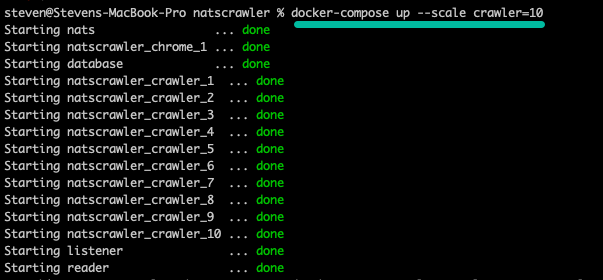 steven@Stevens-MacBook-Pro natscrawler % docker-compose up --scale crawler=10
Starting nats ... done
Starting natscrawler_chrome_1 ... done
Starting database ... done
Starting natscrawler_crawler_1 ... done
Starting natscrawler_crawler_2 ... done
Starting natscrawler_crawler_3 ... done
Starting natscrawler_crawler_4 ... done
Starting natscrawler_crawler_5 ... done
Starting natscrawler_crawler_6 ... done
Starting natscrawler_crawler_7 ... done
Starting natscrawler_crawler_8 ... done
Starting natscrawler_crawler_9 ... done
Starting natscrawler_crawler_10 ... done
Starting listener ... done
Starting reader ... done